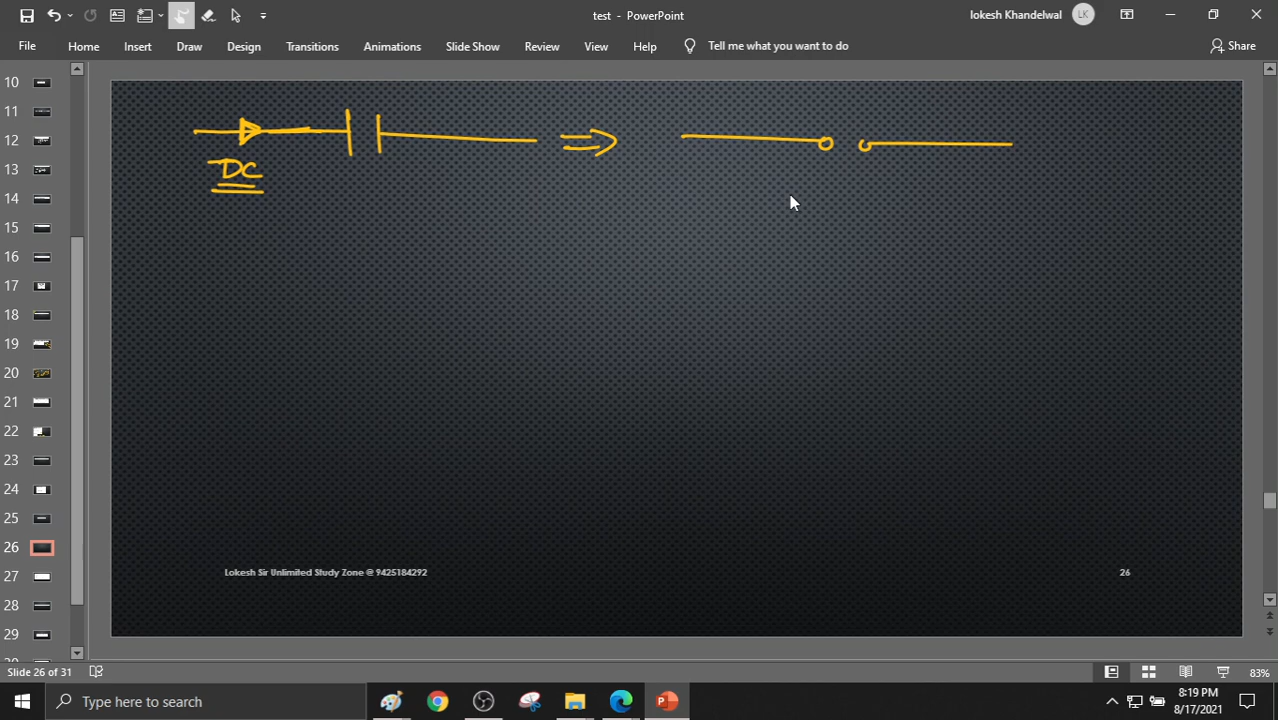 test - PowerPoint
lokesh Khandelwal
LK
File
Home
Insert
Draw
Design
Transitions
Animations
Slide Show
Review
View
Help
Tell me what you want to do
Share
10
11
12
13
14
15
16
17
18
19
20
21
22
23
24
25
26
27
28
29
DC
Lokesh Sir Unlimited Study Zone @ 9425184292
26
Slide 26 of 31
83%
Type here to search
8:19 PM
8/17/2021